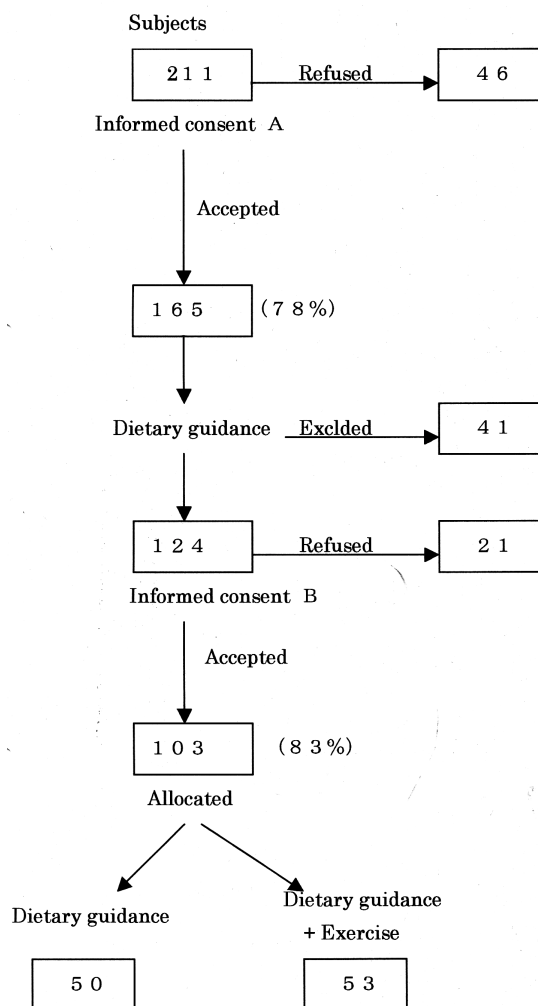 Subjects
211 Refused 46
Informed consent A
Accepted
165 (78%)
Dietary guidance Exclded 41
124 Refused 21
Informed consent B
Accepted
103 (83%)
Allocated
Dietary guidance
Dietary guidance
+ Exercise
50 53